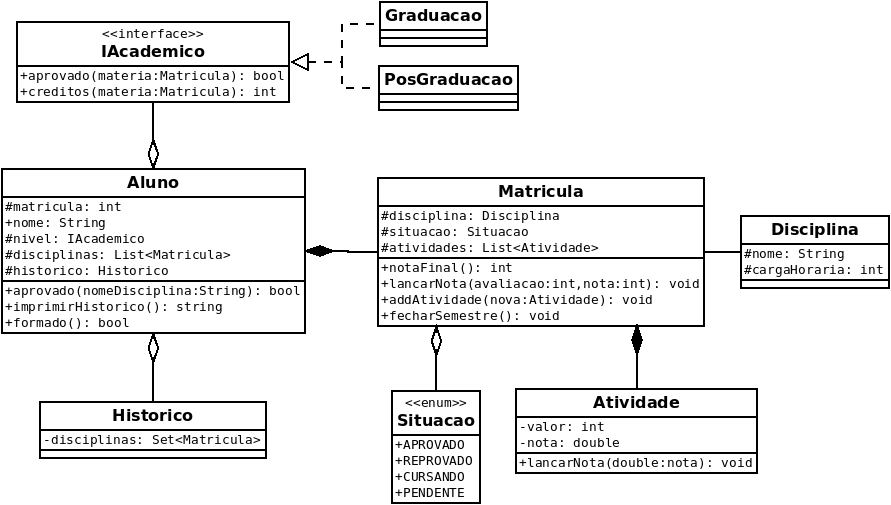 <<interface>>
IAcademico
+aprovado(materia:Matricula): bool
+creditos(materia:Matricula): int
Graduacao
PosGraduacao
Aluno
#matricula: int
+nome: String
#nivel: IAcademico
#disciplinas: List<Matricula>
#historico: Historico
+aprovado(nomeDisciplina:String): bool
+imprimirHistorico(): string
+formado(): bool
Matricula
#disciplina: Disciplina
#situacao: Situacao
#atividades: List<Atividade>
+notaFinal(): int
+lancarNota(avaliacao:int,nota:int): void
+addAtividade(nova:Atividade): void
+fecharSemestre(): void
Disciplina
#nome: String
#cargaHoraria: int
Historico
-disciplinas: Set<Matricula>
<<enum>>
Situacao
+APROVADO
+REPROVADO
+CURSANDO
+PENDENTE
Atividade
-valor: int
-nota: double
+lancarNota(double:nota): void